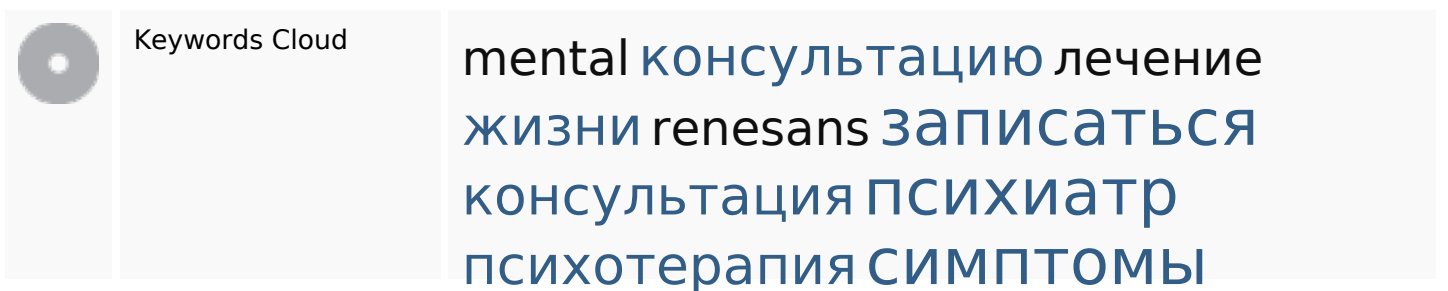 Keywords Cloud
mental консультацию лечение
жизни renesans записаться
консультация психиатр
психотерапия симптомы